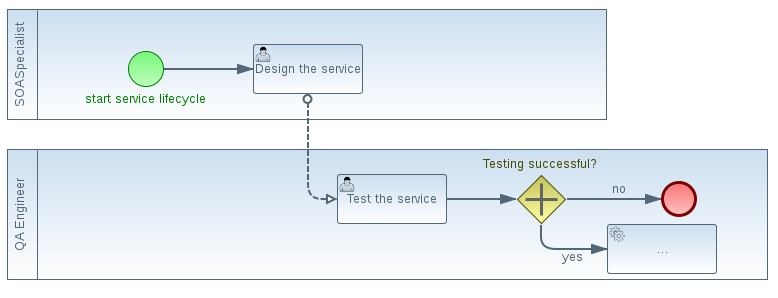 SOASpecialist
Design the service
start service lifecycle
QA Engineer
Testing successful?
Test the service
no
yes
...